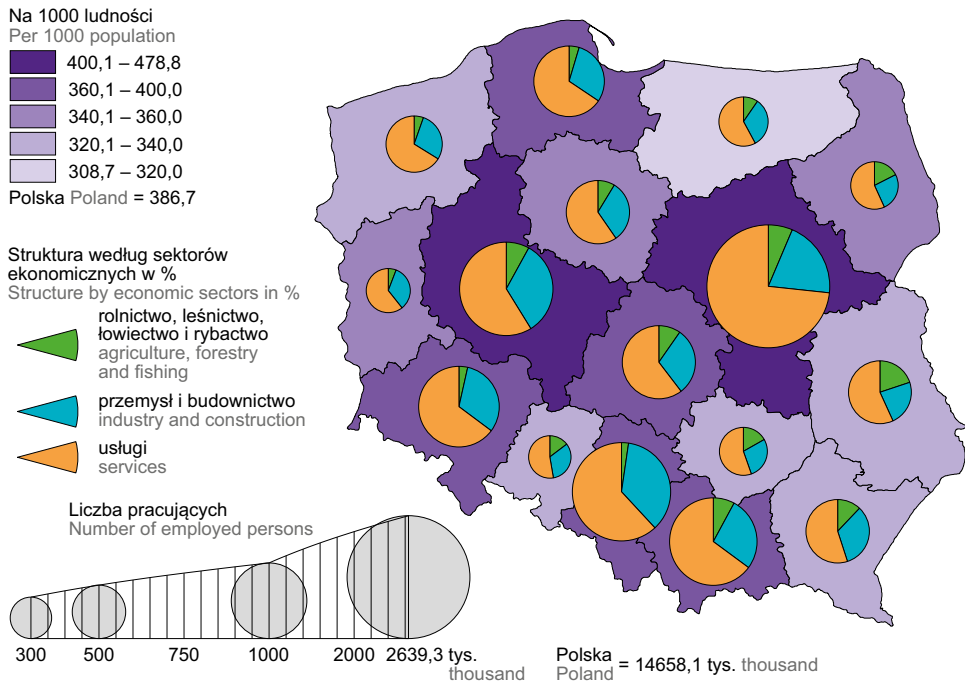 Na 1000 ludności
Per 1000 population
400,1 – 478,8
360,1 – 400,0
340,1 – 360,0
320,1 – 340,0
308,7 – 320,0
Polska Poland = 386,7
Struktura według sektorów
ekonomicznych w %
Structure by economic sectors in %
rolnictwo, leśnictwo,
łowiectwo i rybactwo
agriculture, forestry
and fishing
przemysł i budownictwo
industry and construction
usługi
services
Liczba pracujących
Number of employed persons
300 500 750 1000 2000 2639,3 tys.
thousand
Polska
Poland = 14658,1 tys. thousand